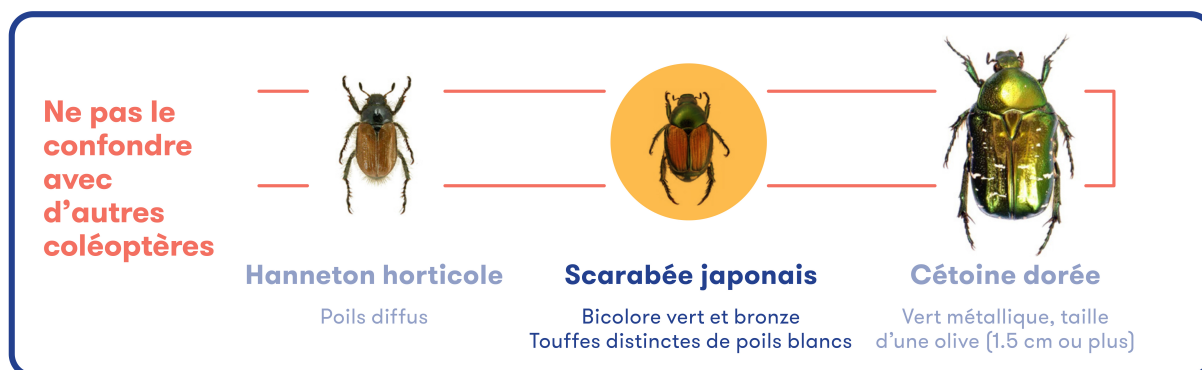 Ne pas le
confondre
avec
d'autres
coléoptères
Hanneton horticole
Poils diffus
Scarabée japonais
Bicolore vert et bronze
Touffes distinctes de poils blancs
Cétoine dorée
Vert métallique, taille
d'une olive (1.5 cm ou plus)